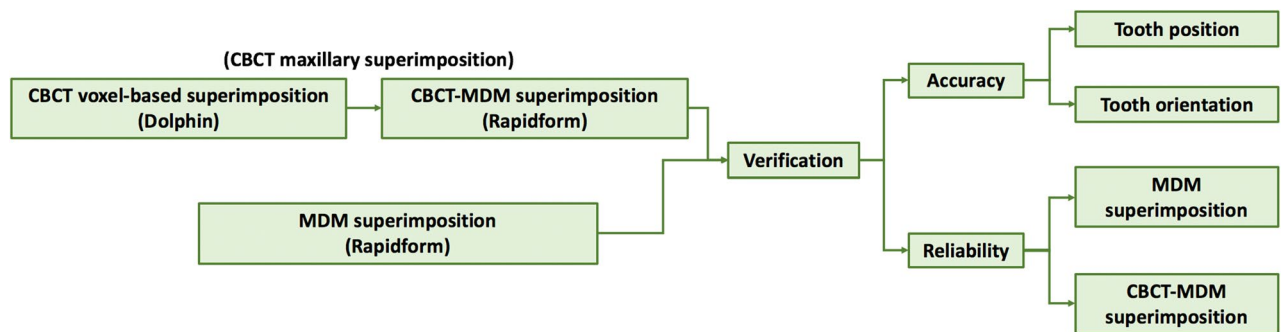 (CBCT maxillary superimposition)
CBCT voxel-based superimposition
(Dolphin)
CBCT-MDM superimposition
(Rapidform)
MDM superimposition
(Rapidform)
Verification
Accuracy
Tooth position
Tooth orientation
Reliability
MDM
superimposition
CBCT-MDM
superimposition